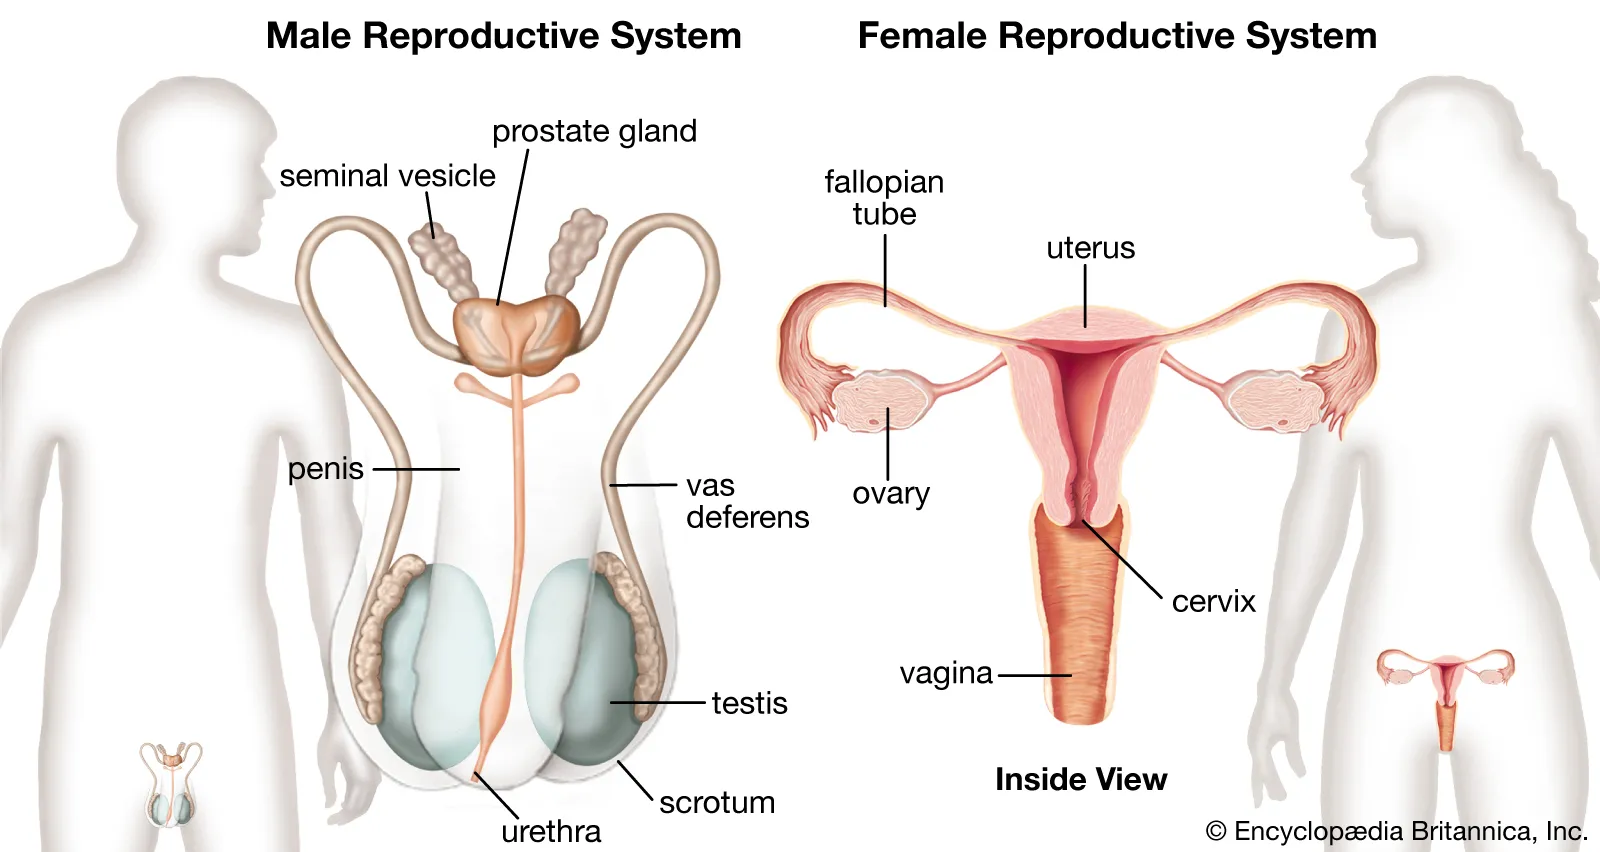 Male Reproductive System
prostate gland
seminal vesicle
penis
vas
deferens
testis
scrotum
urethra
Female Reproductive System
fallopian
tube
uterus
ovary
cervix
vagina
Inside View
© Encyclopædia Britannica, Inc.